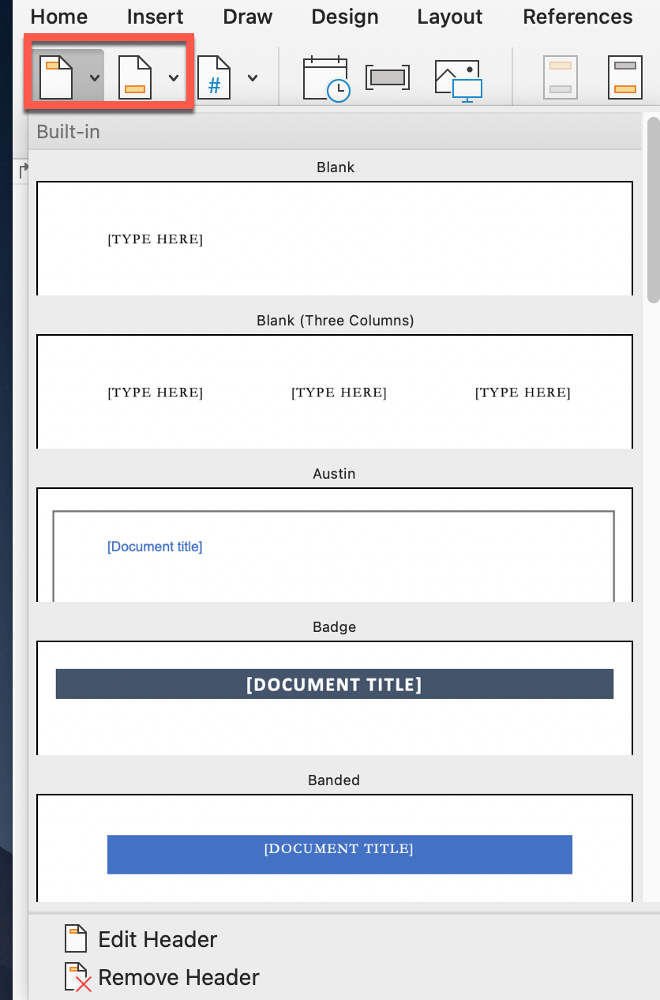 Home Insert Draw Design Layout References
#
Built-in
Blank
[TYPE HERE]
Blank (Three Columns)
[TYPE HERE] [TYPE HERE] [TYPE HERE]
Austin
[Document title]
Badge
[DOCUMENT TITLE]
Banded
[DOCUMENT TITLE]
Edit Header
Remove Header